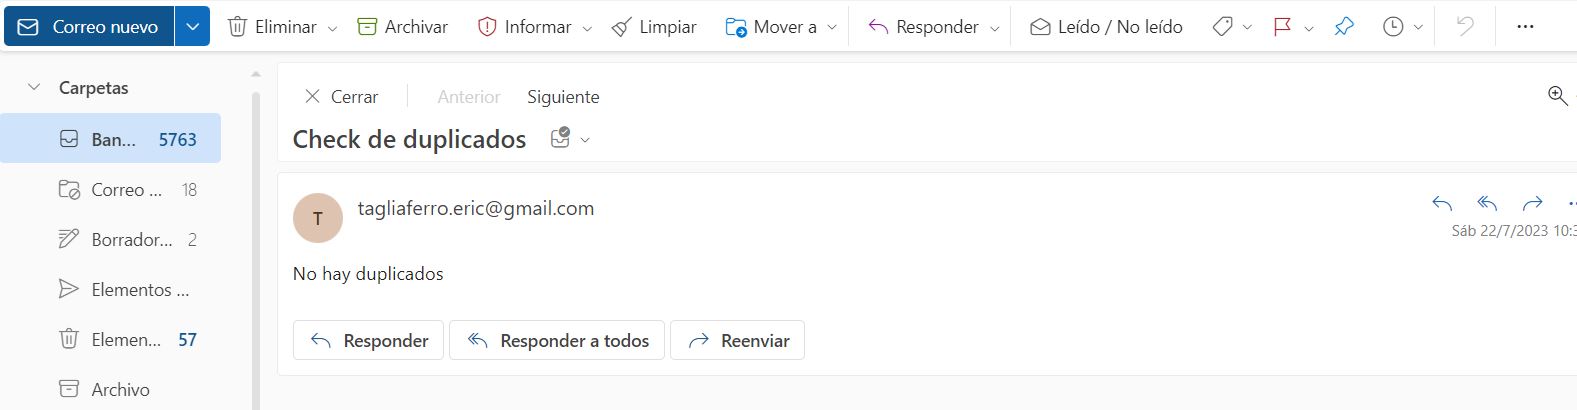 Correo nuevo Eliminar Archivar Informar Limpiar Mover a Responder Leído / No leído ...
Carpetas
Ban... 5763
Correo ... 18
Borrador... 2
Elementos ...
Elemen... 57
Archivo
Cerrar Anterior Siguiente
Check de duplicados
T tagliaferro.eric@gmail.com
Sáb 22/7/2023 10:3
No hay duplicados
Responder Responder a todos Reenviar